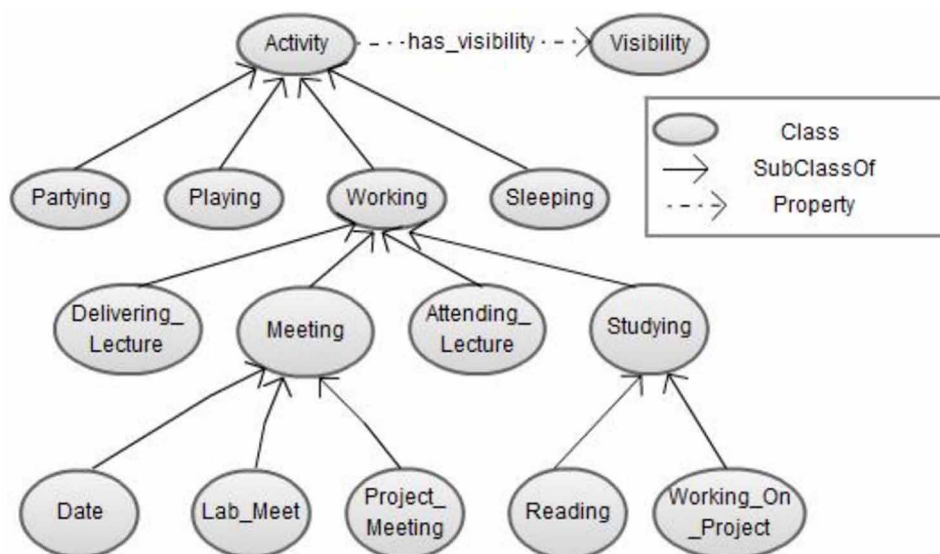 Activity
has_visibility
Visibility
Class
SubClassOf
Property
Partying
Playing
Working
Sleeping
Delivering_
Lecture
Meeting
Attending_
Lecture
Studying
Date
Lab_Meet
Project_
Meeting
Reading
Working_On
_Project